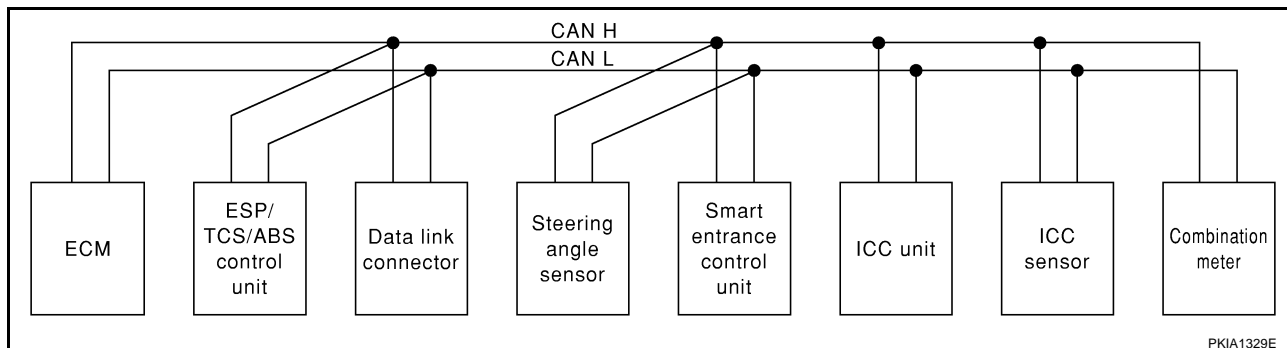 CAN H
CAN L
ECM
ESP/
TCS/ABS
control
unit
Data link
connector
Steering
angle
sensor
Smart
entrance
control
unit
ICC unit
ICC
sensor
Combination
meter
PKIA1329E